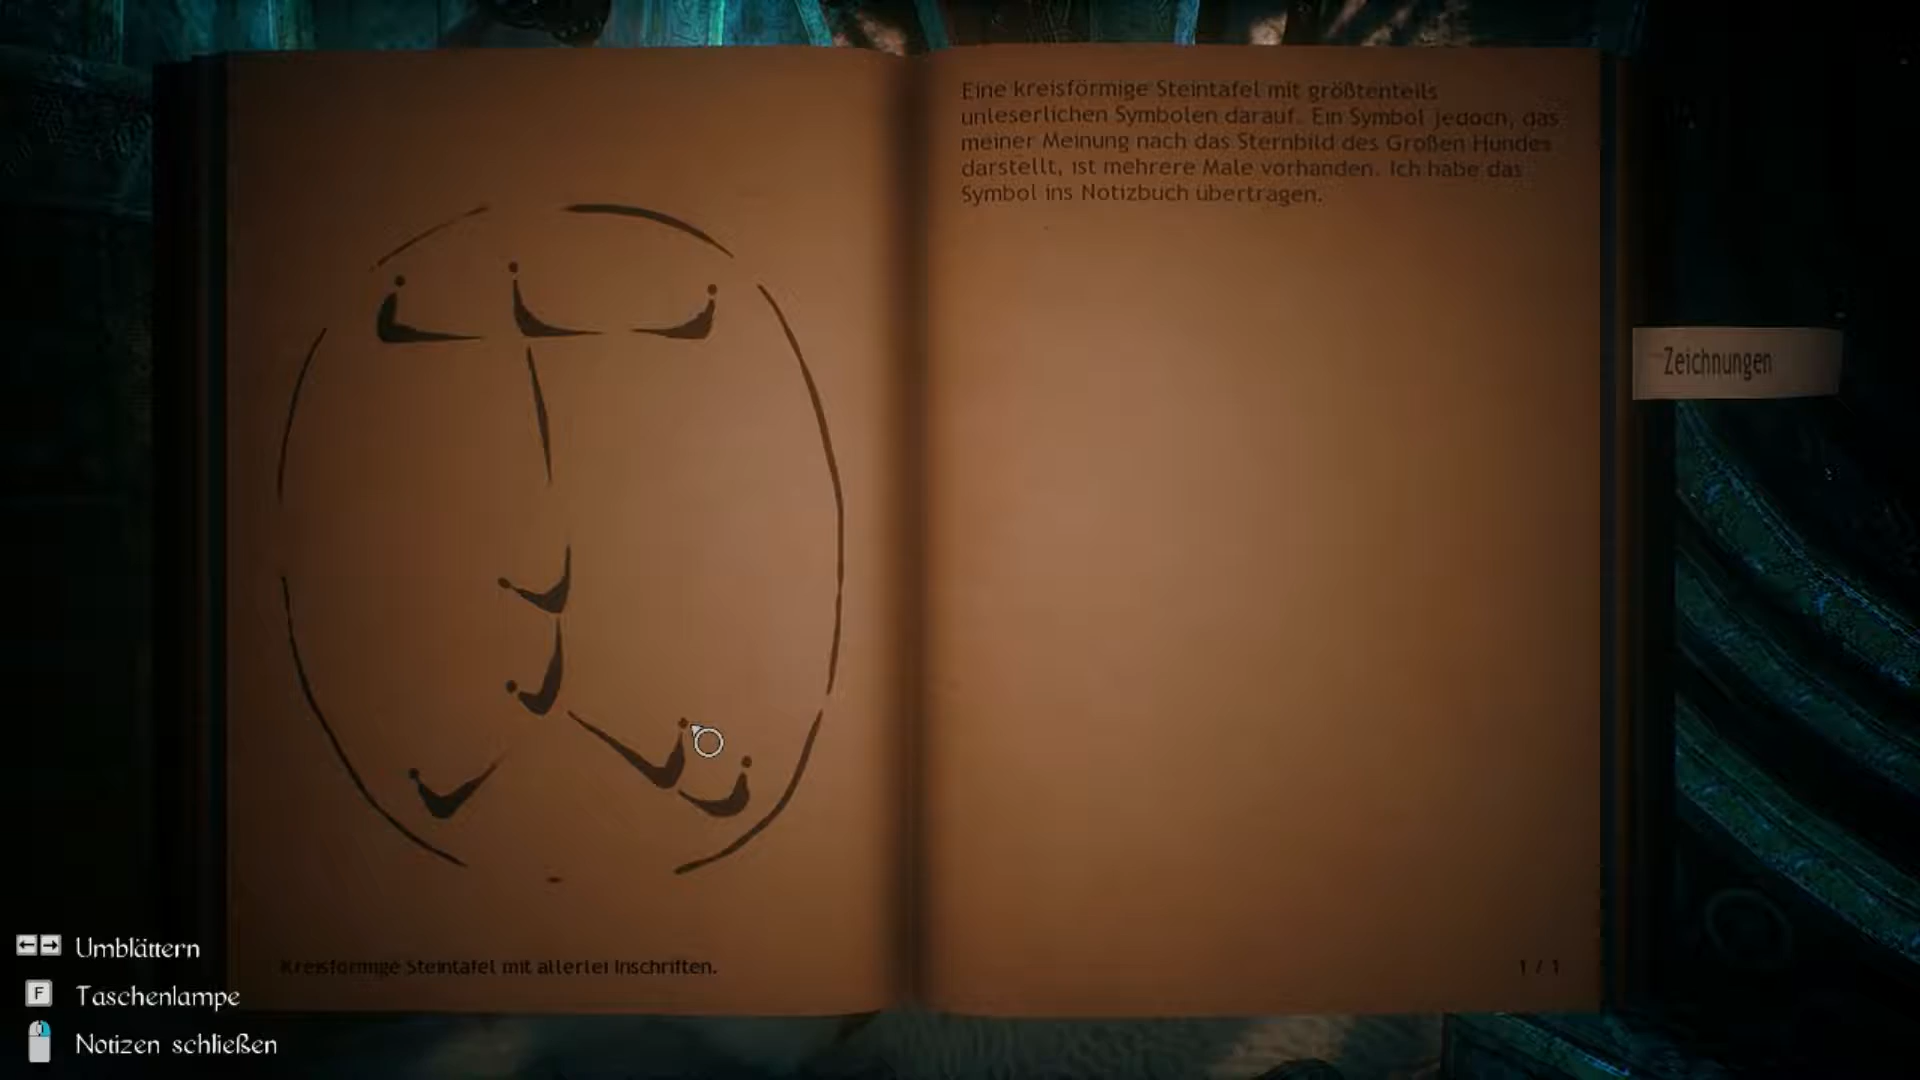 Eine kreisförmige Steintafel mit größtenteils
unleserlichen Symbolen darauf. Ein Symbol jedoch, das
meiner Meinung nach das Sternbild des Großen Hundes
darstellt, ist mehrere Male vorhanden. Ich habe das
Symbol ins Notizbuch übertragen.
Zeichnungen
Kreisförmige Steintafel mit allerlei Inschriften.
1 / 1
Umblättern
F Taschenlampe
Notizen schließen